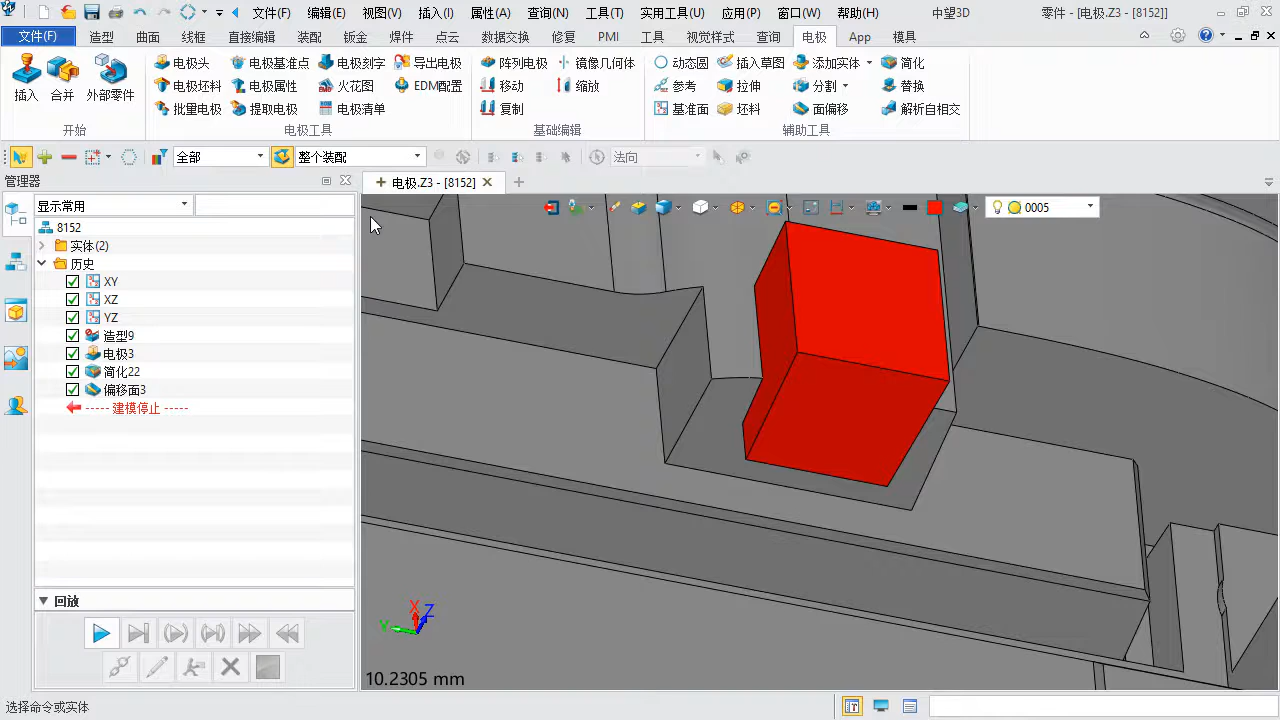 文件(F) 编辑(E) 视图(V) 插入(I) 属性(A) 查询(N) 工具(T) 实用工具(U) 应用(P) 窗口(W) 帮助(H) 中望3D 零件 - [电极.Z3 - [8152]]
文件(F) 造型 曲面 线框 直接编辑 装配 钣金 焊件 点云 数据交换 修复 PMI 工具 视觉样式 查询 电极 App 模具
电极头 电极基准点 电极刻字 导出电极 阵列电极 镜像几何体 动态圆 插入草图 添加实体 简化
插入 合并 外部零件 电极坯料 电极属性 火花图 EDM配置 移动 缩放 参考 拉伸 分割 替换
批键电极 提取电极 电极清单 复制 基准面 拉料 面偏移 解析自相交
开始 电极工具 基础编辑 辅助工具
全部 整个装配 法向
管理器 电极.Z3 - [8152]
显示常用 0005
8152
实体(2)
历史
XY
XZ
YZ
造型9
电极3
简化22
偏移面3
----- 建模停止 -----
回放
X
Y
Z
10.2305 mm
选择命令或实体